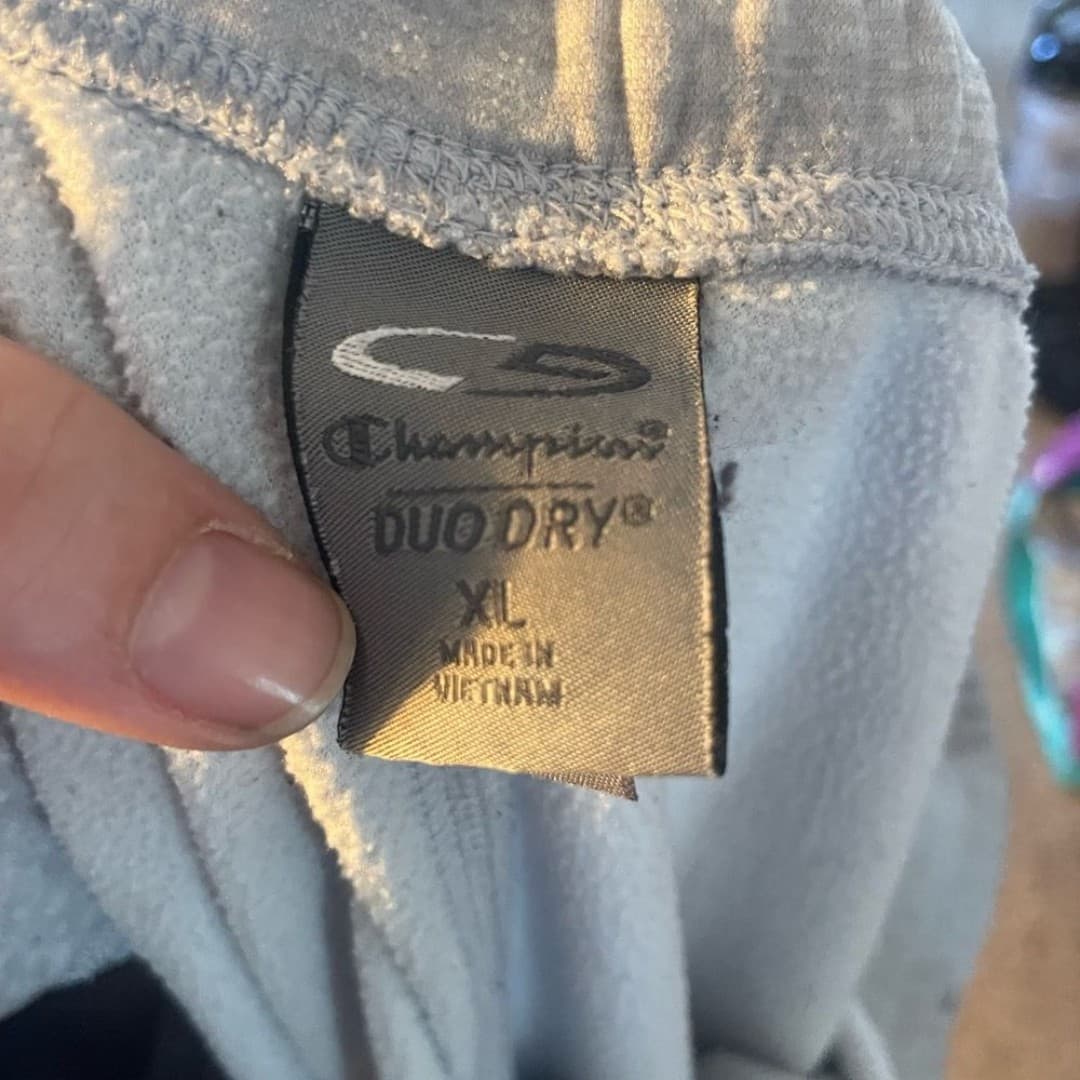 Champion®
DUO DRY®
XL
MADE IN
VIETNAM